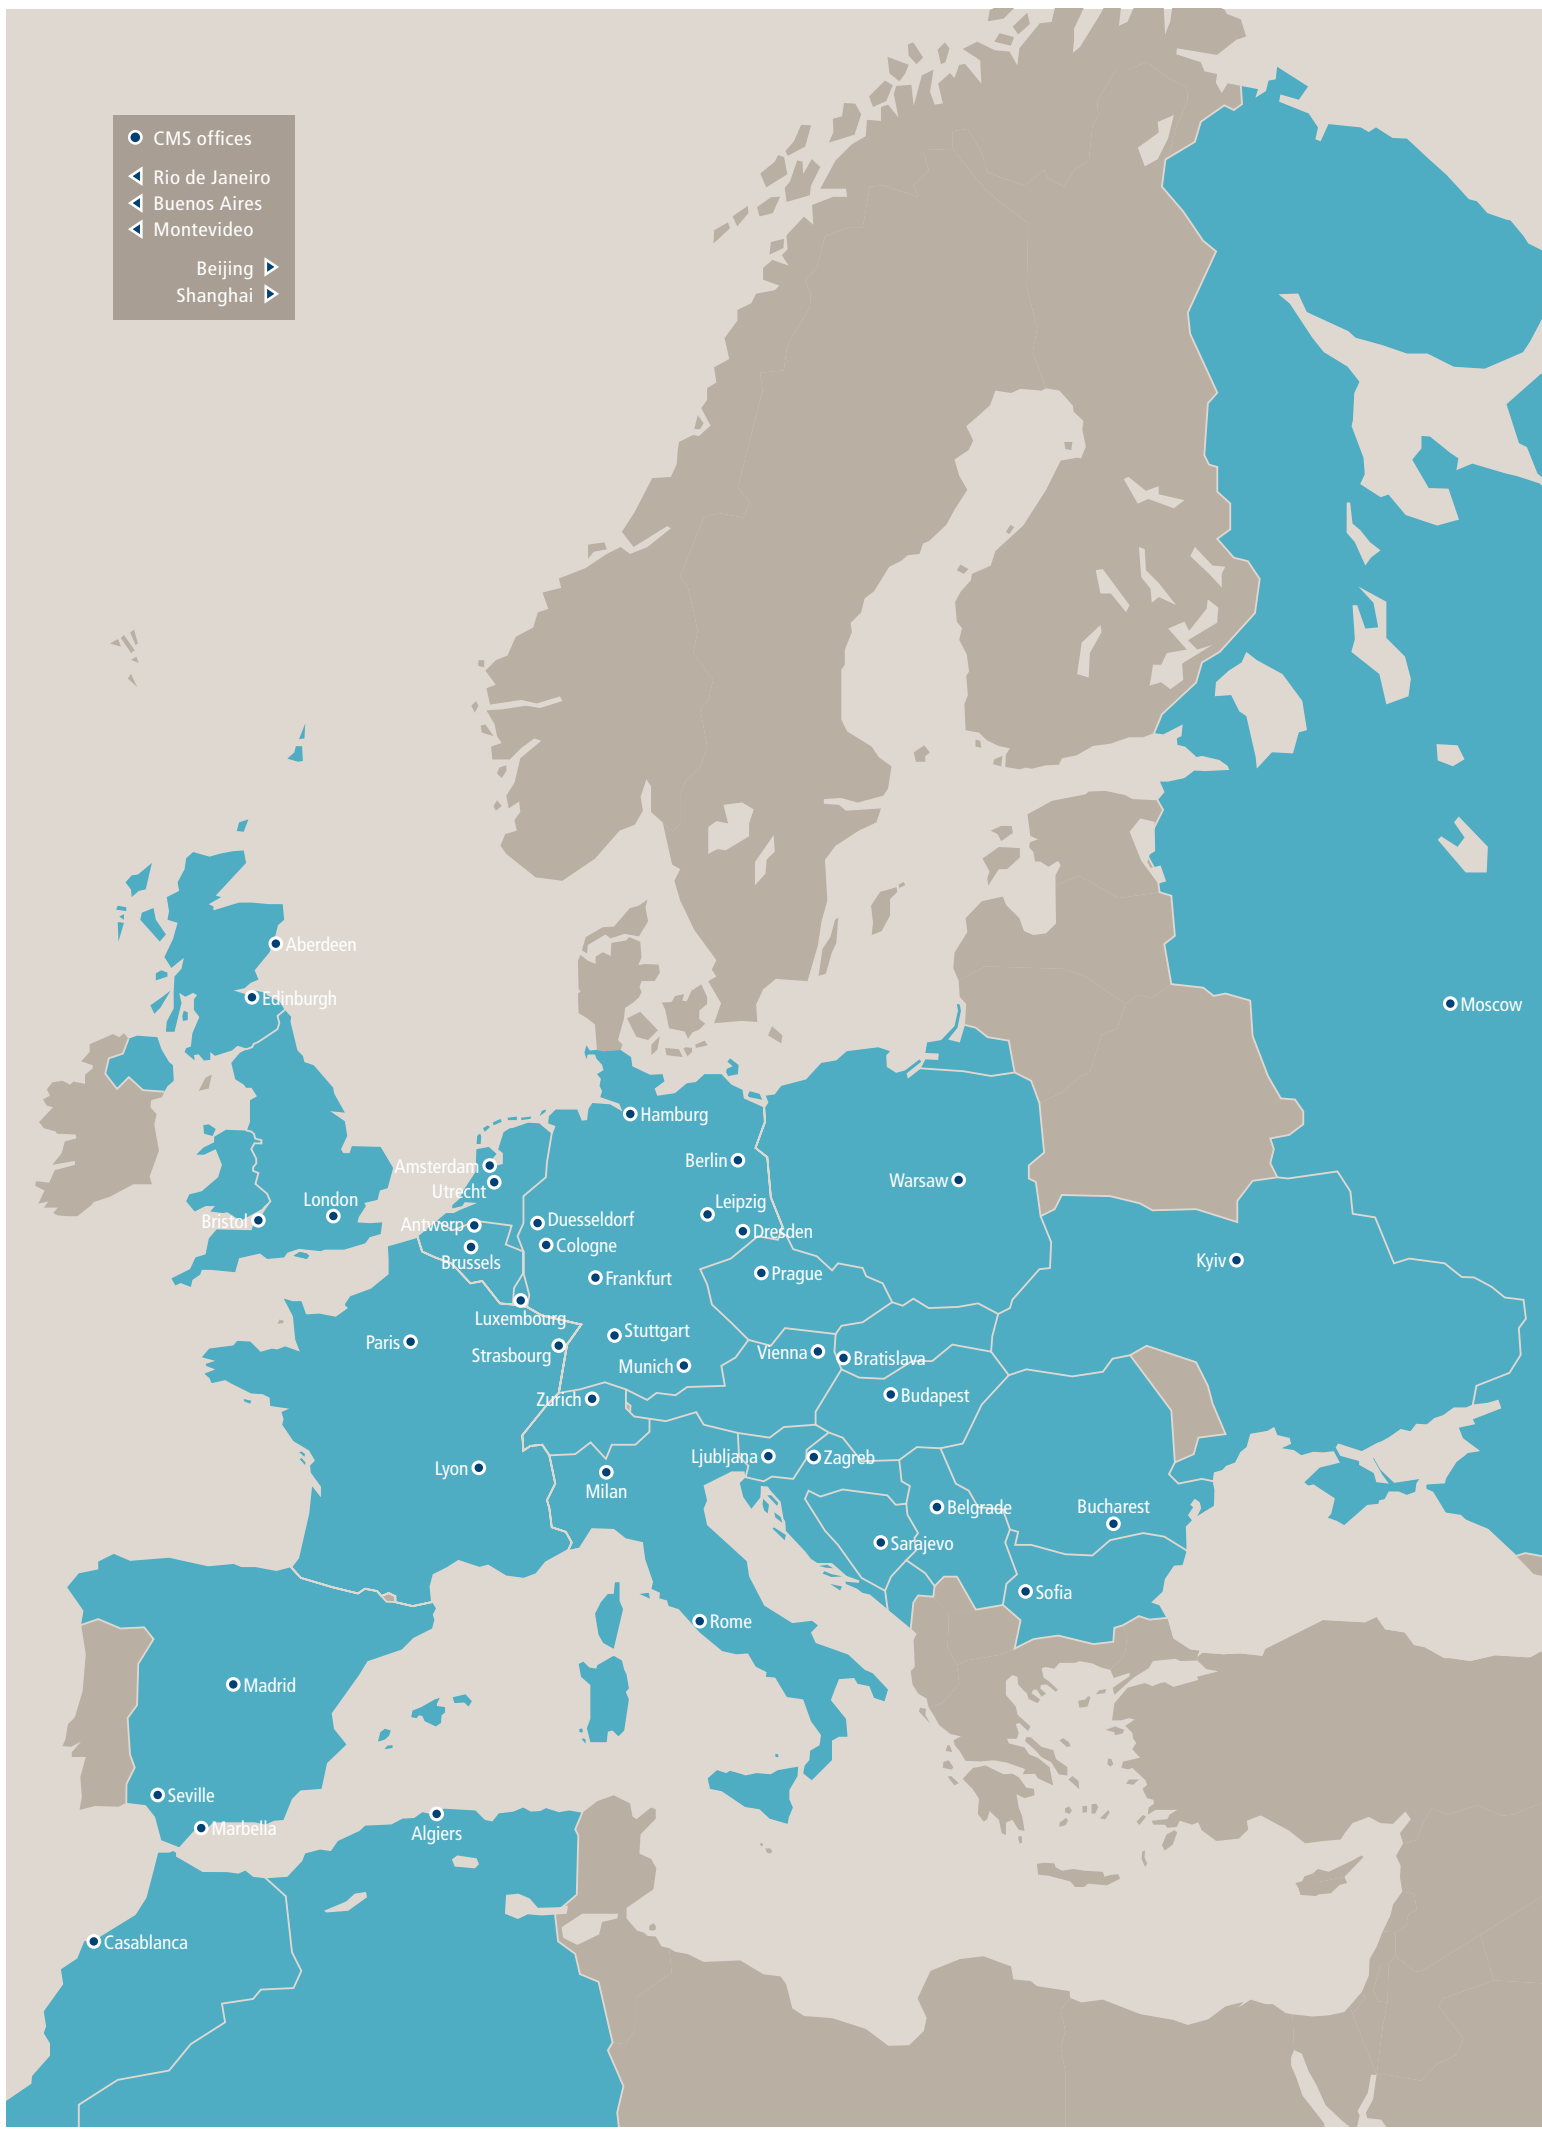 CMS offices
Rio de Janeiro
Buenos Aires
Montevideo
Beijing
Shanghai
Aberdeen
Edinburgh
Moscow
Hamburg
Berlin
Amsterdam
Utrecht
Warsaw
London
Leipzig
Bristol
Antwerp
Duesseldorf
Dresden
Cologne
Brussels
Kyiv
Frankfurt
Prague
Luxembourg
Stuttgart
Paris
Strasbourg
Munich
Vienna
Bratislava
Zurich
Budapest
Ljubljana
Zagreb
Lyon
Milan
Belgrade
Bucharest
Sarajevo
Sofia
Rome
Madrid
Seville
Marbella
Algiers
Casablanca